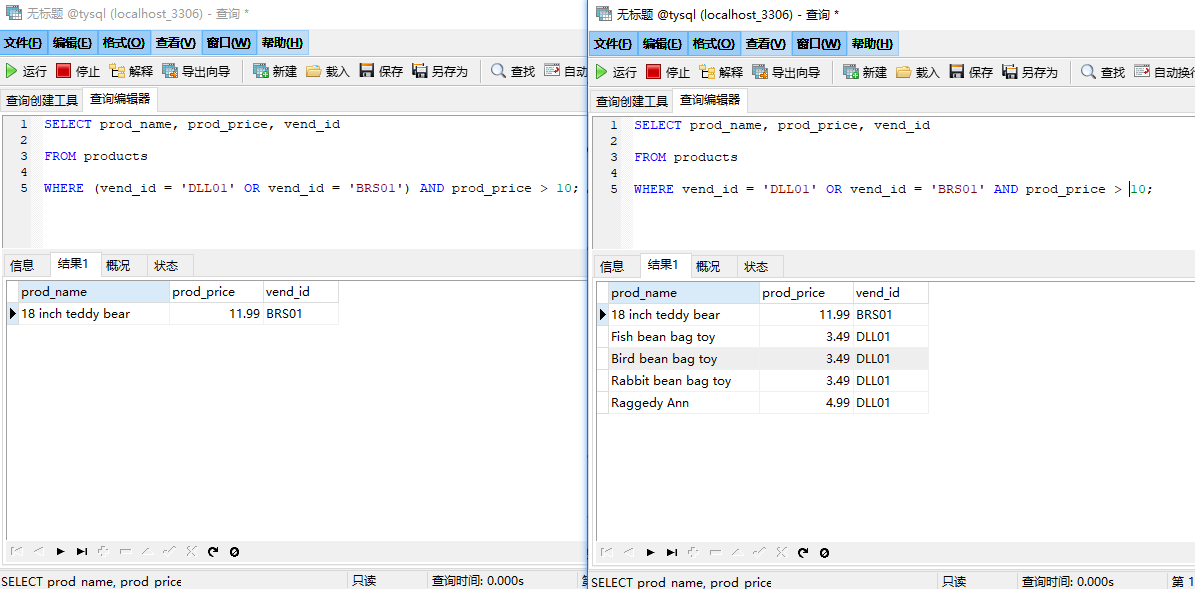 无标题 @tysql (localhost_3306) - 查询 *
文件(F) 编辑(E) 格式(O) 查看(V) 窗口(W) 帮助(H)
运行 停止 解释 导出向导 新建 载入 保存 另存为 查找 自动
查询创建工具 查询编辑器
1 SELECT prod_name, prod_price, vend_id
2
3 FROM products
4
5 WHERE (vend_id = 'DLL01' OR vend_id = 'BRS01') AND prod_price > 10;
信息 结果1 概况 状态
prod_name prod_price vend_id
18 inch teddy bear 11.99 BRS01
SELECT prod_name, prod_price 只读 查询时间: 0.000s
无标题 @tysql (localhost_3306) - 查询 *
文件(F) 编辑(E) 格式(O) 查看(V) 窗口(W) 帮助(H)
运行 停止 解释 导出向导 新建 载入 保存 另存为 查找 自动换行
查询创建工具 查询编辑器
1 SELECT prod_name, prod_price, vend_id
2
3 FROM products
4
5 WHERE vend_id = 'DLL01' OR vend_id = 'BRS01' AND prod_price > 10;
信息 结果1 概况 状态
prod_name prod_price vend_id
18 inch teddy bear 11.99 BRS01
Fish bean bag toy 3.49 DLL01
Bird bean bag toy 3.49 DLL01
Rabbit bean bag toy 3.49 DLL01
Raggedy Ann 4.99 DLL01
SELECT prod_name, prod_price 只读 查询时间: 0.000s 第 1